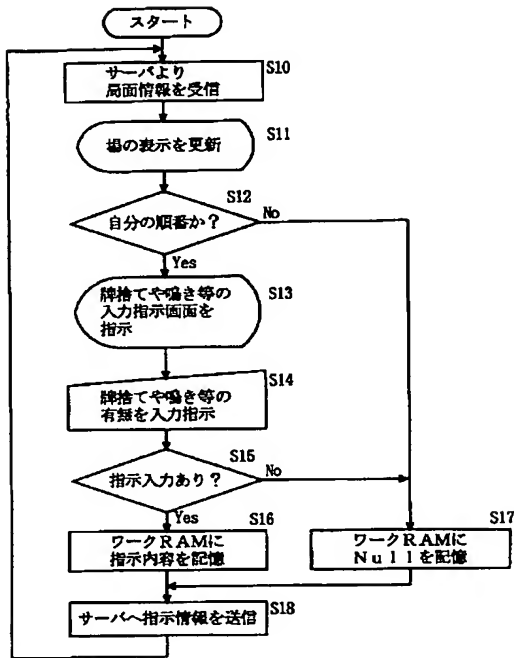 スタート
S10
サーバより
局面情報を受信
S11
場の表示を更新
S12
自分の順番か？
No
Yes
S13
牌捨てや鳴き等の
入力指示画面を
指示
S14
牌捨てや鳴き等の
有無を入力指示
S15
指示入力あり？
No
Yes
S16
ワークRAMに
指示内容を記憶
S17
ワークRAMに
Nullを記憶
S18
サーバへ指示情報を送信